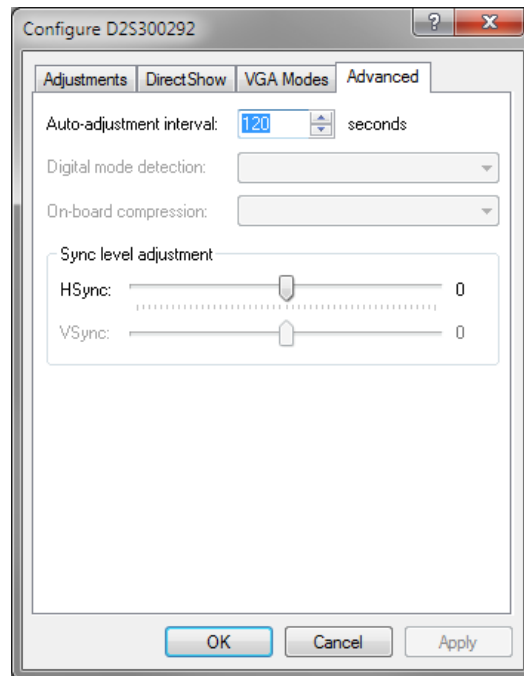 Configure D2S300292
Adjustments DirectShow VGA Modes Advanced
Auto-adjustment interval: 120 seconds
Digital mode detection:
On-board compression:
Sync level adjustment
HSync: 0
VSync: 0
OK Cancel Apply